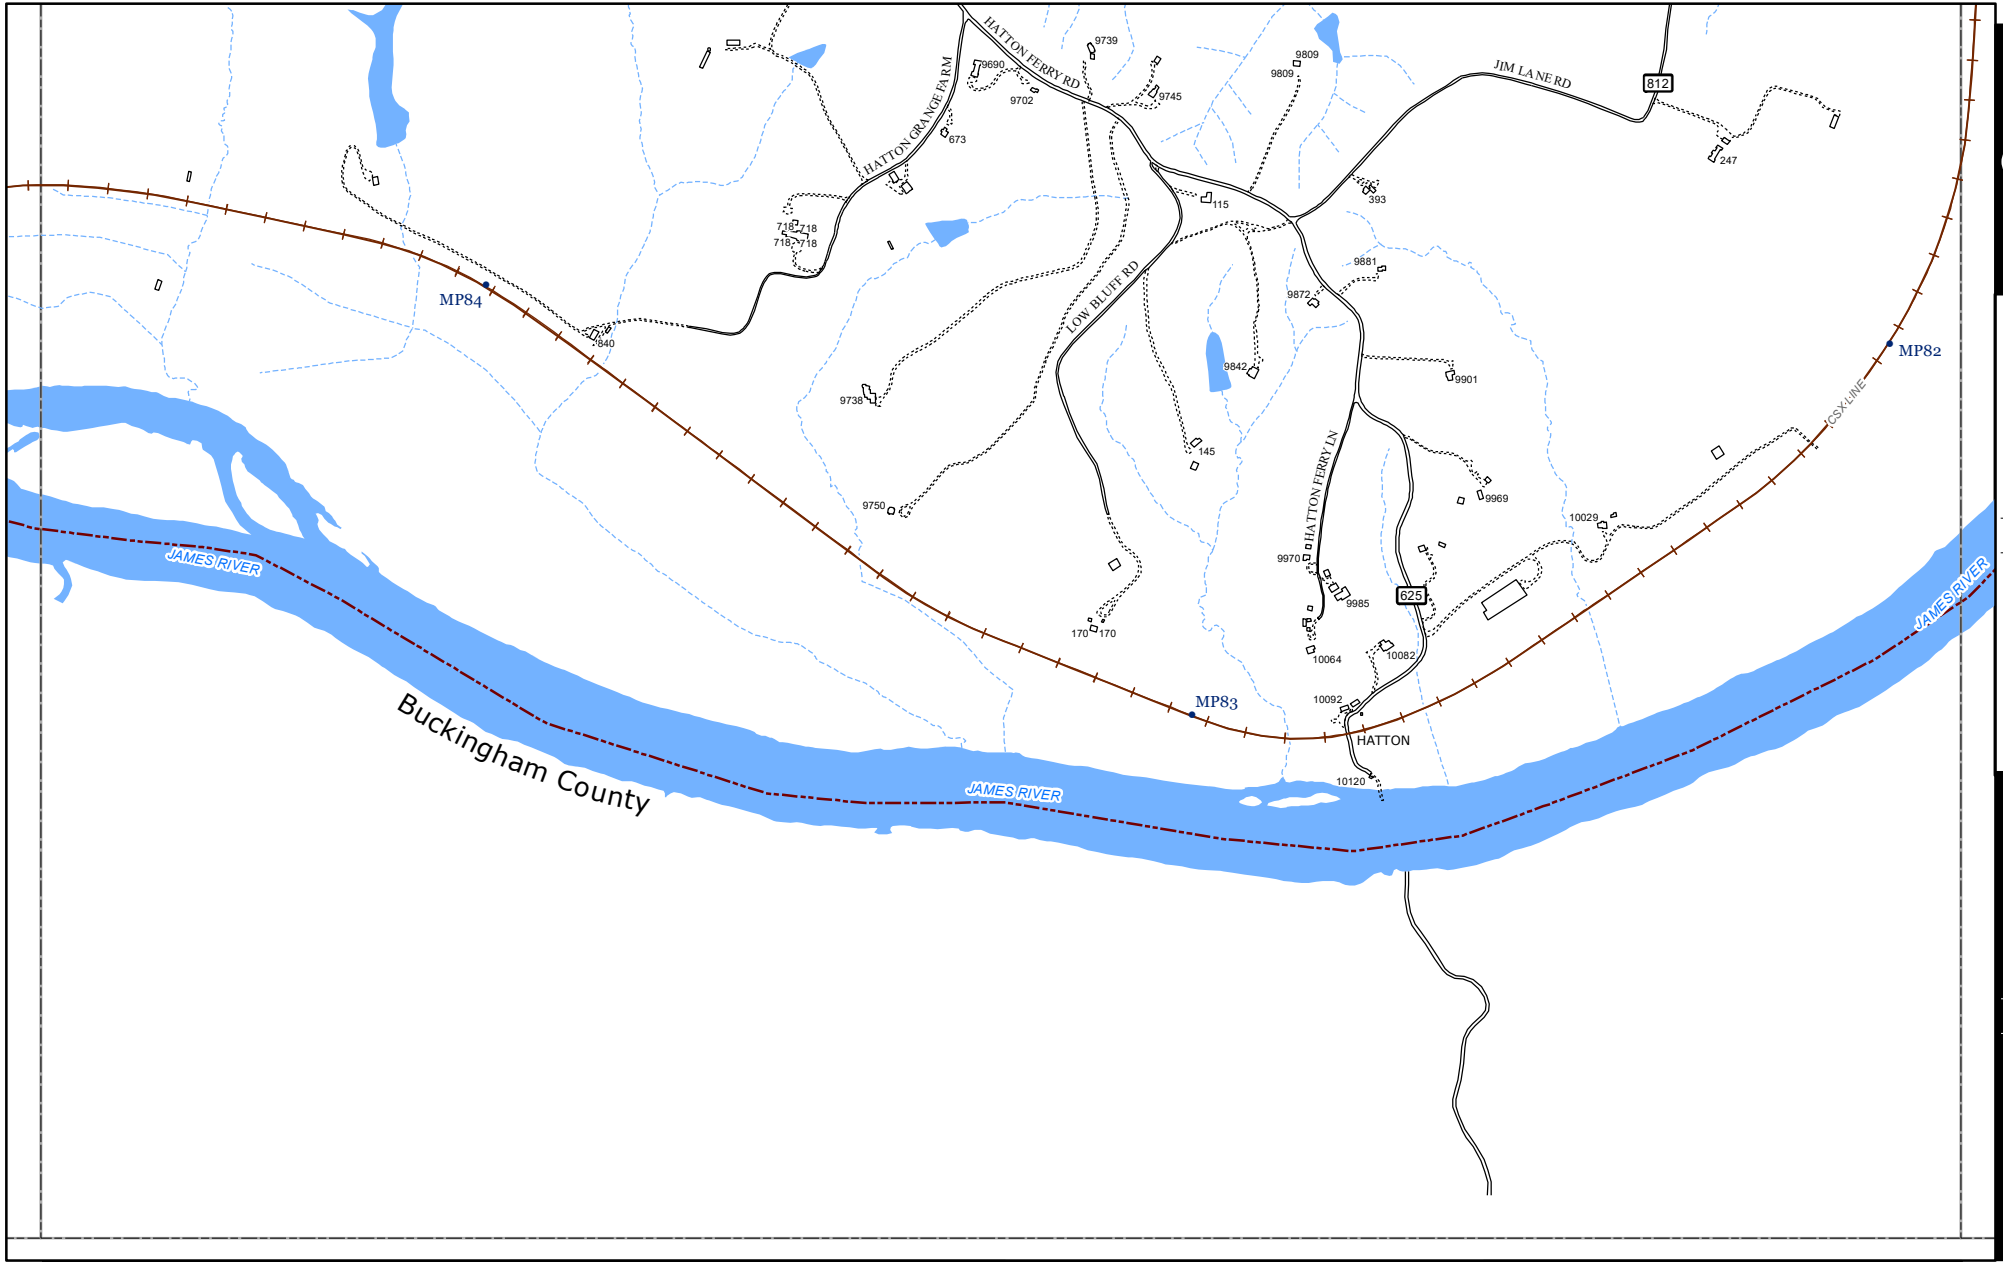 HATTON FERRY RD
9739
9809
9809
9690
9702
9745
JIM LANE RD
812
HATTON GRANGE FARM
673
247
115
393
718
718
718
718
9881
MP84
9872
LOW BLUFF RD
840
MP82
9842
9901
9738
CSX-LINE
HATTON FERRY LN
145
9969
9750
10029
JAMES RIVER
9970
625
9985
JAMES RIVER
170
170
10064
10082
Buckingham County
MP83
10092
HATTON
10120
JAMES RIVER